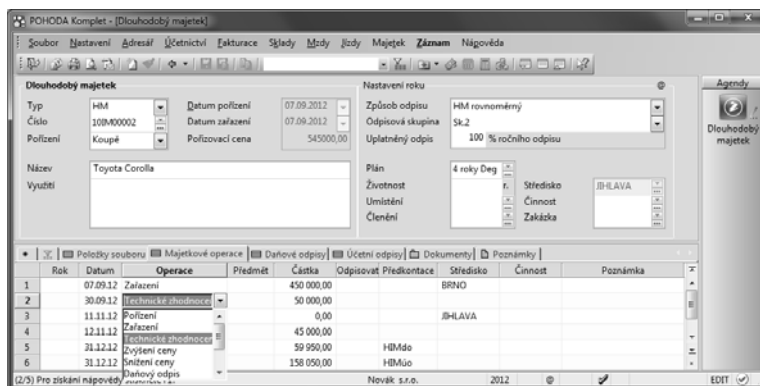 POHODA Komplet - [Dlouhodobý majetek]
Soubor Nastavení Adresář Účetnictví Fakturace Sklady Mzdy Jízdy Majetek Záznam Nápověda
Dlouhodobý majetek Nastavení roku Agendy
Typ HM Datum pořízení 07.09.2012 Způsob odpisu HM rovnoměrný
Číslo 10IM00002 Datum zařazení 07.09.2012 Odpisová skupina Sk.2
Pořízení Koupě Pořizovací cena 545000,00 Uplatněný odpis 100 % ročního odpisu
Dlouhodobý
majetek
Název Toyota Corolla Plán 4 roky Deg
Využití Životnost r. Středisko JIHLAVA
Umístění Činnost
Členění Zakázka
Položky souboru Majetkové operace Daňové odpisy Účetní odpisy Dokumenty Poznámky
Rok Datum Operace Předmět Částka Odpisovat Předkontace Středisko Činnost Poznámka
1 07.09.12 Zařazení 450 000,00 BRNO
2 30.09.12 Technické zhodnocen 50 000,00
3 11.11.12 Pořízení 0,00 JIHLAVA
Zařazení
4 12.11.12 Technické zhodnocen 45 000,00
5 31.12.12 Zvýšení ceny 59 950,00 HIMdo
Snížení ceny
6 31.12.12 Daňový odpis 158 050,00 HIMúo
(2/5) Pro získání nápovědy Novák s.r.o. 2012 @ EDIT